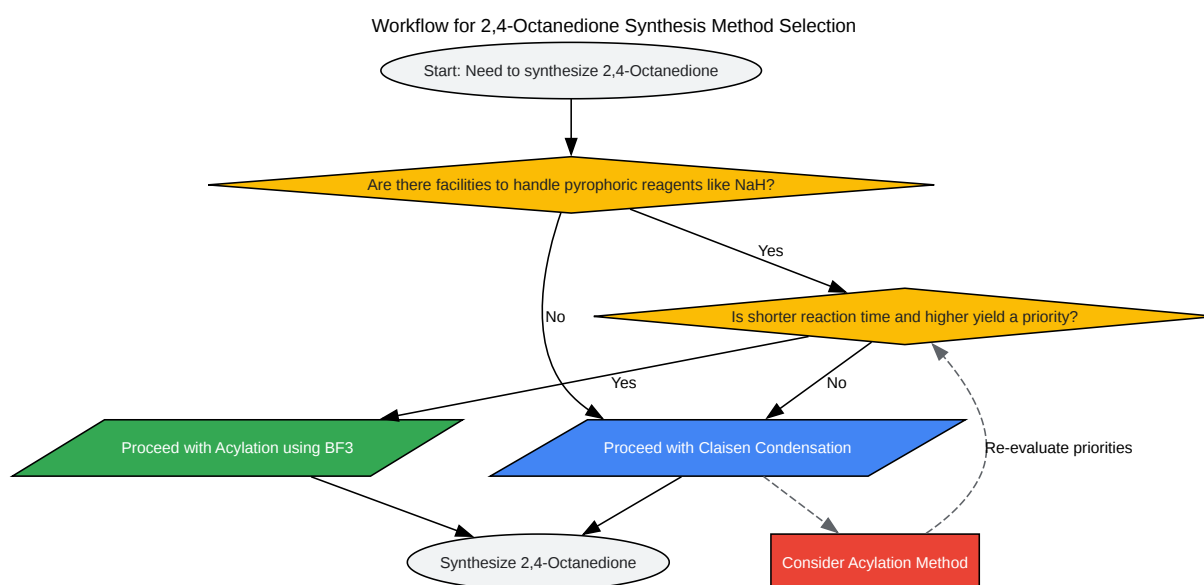 Workflow for 2,4-Octanedione Synthesis Method Selection
Start: Need to synthesize 2,4-Octanedione
Are there facilities to handle pyrophoric reagents like NaH?
Yes
No
Is shorter reaction time and higher yield a priority?
Yes
No
Proceed with Acylation using BF3
Proceed with Claisen Condensation
Re-evaluate priorities
Synthesize 2,4-Octanedione
Consider Acylation Method